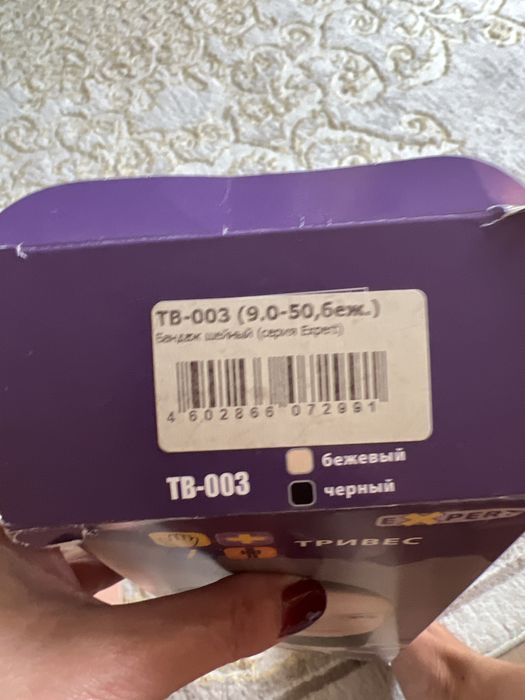 ТВ-003 (9.0-50,беж.)
Бандаж шейный (серия Expert)
4 602866 072991
бежевый
ТВ-003
черный
EXPERT
ТРИВЕС